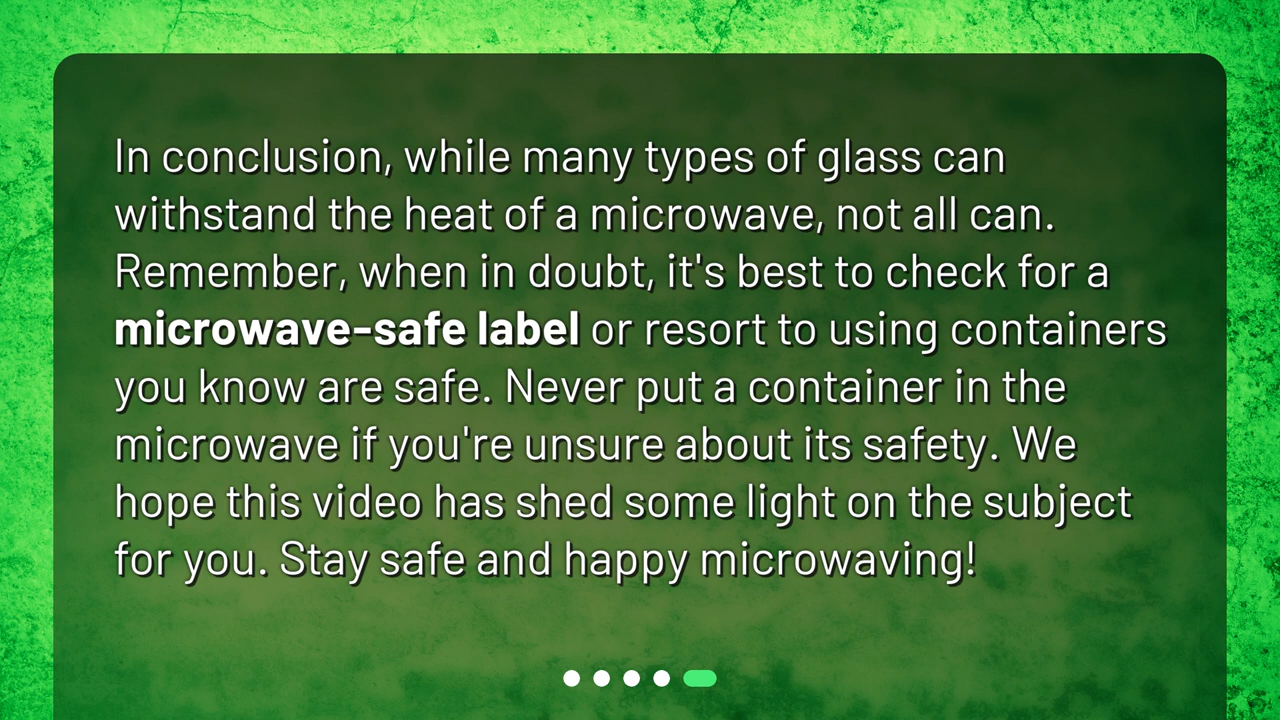 In conclusion, while many types of glass can
withstand the heat of a microwave, not all can.
Remember, when in doubt, it's best to check for a
microwave-safe label or resort to using containers
you know are safe. Never put a container in the
microwave if you're unsure about its safety. We
hope this video has shed some light on the subject
for you. Stay safe and happy microwaving!